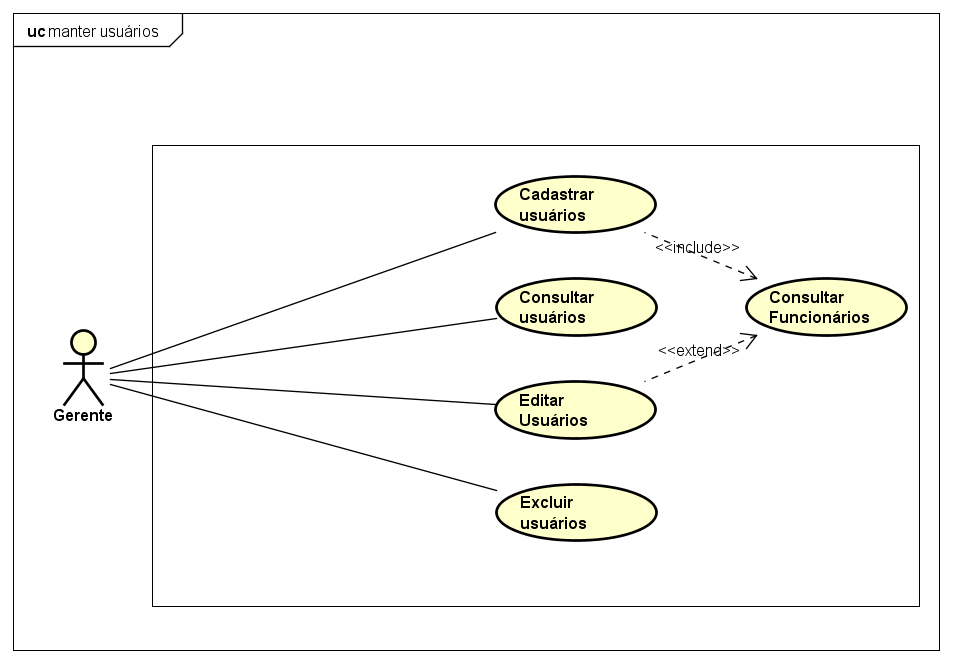 uc manter usuários
Cadastrar
usuários
<<include>>
Consultar
usuários
Consultar
Funcionários
<<extend>>
Editar
Usuários
Gerente
Excluir
usuários